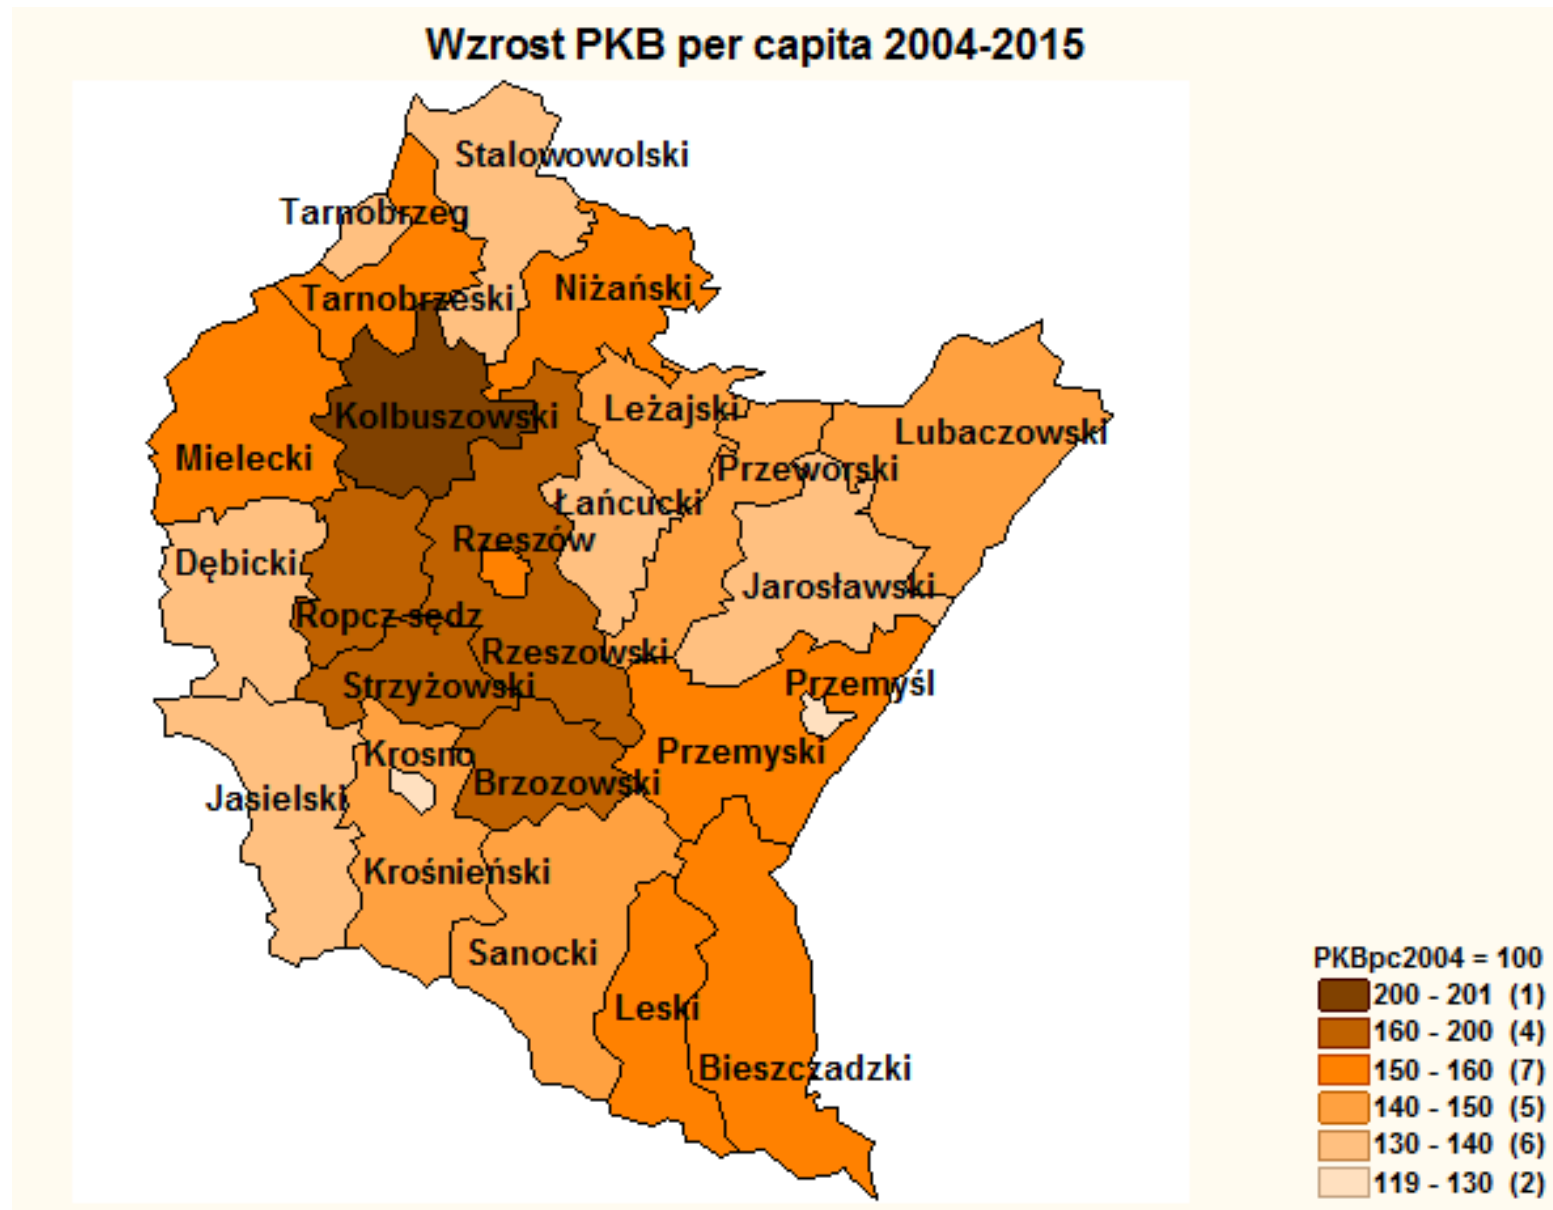 Wzrost PKB per capita 2004-2015
Stalowowolski
Tarnobrzeg
Niżański
Tarnobrzeski
Kolbuszowski
Leżajski
Lubaczowski
Mielecki
Przeworski
Łańcucki
Rzeszów
Dębicki
Jarosławski
Ropcz-sędz
Rzeszowski
Strzyżowski
Przemyśl
Krosno
Przemyski
Brzozowski
Jasielski
Krośnieński
Sanocki
Leski
Bieszczadzki
PKBpc2004 = 100
200 - 201 (1)
160 - 200 (4)
150 - 160 (7)
140 - 150 (5)
130 - 140 (6)
119 - 130 (2)